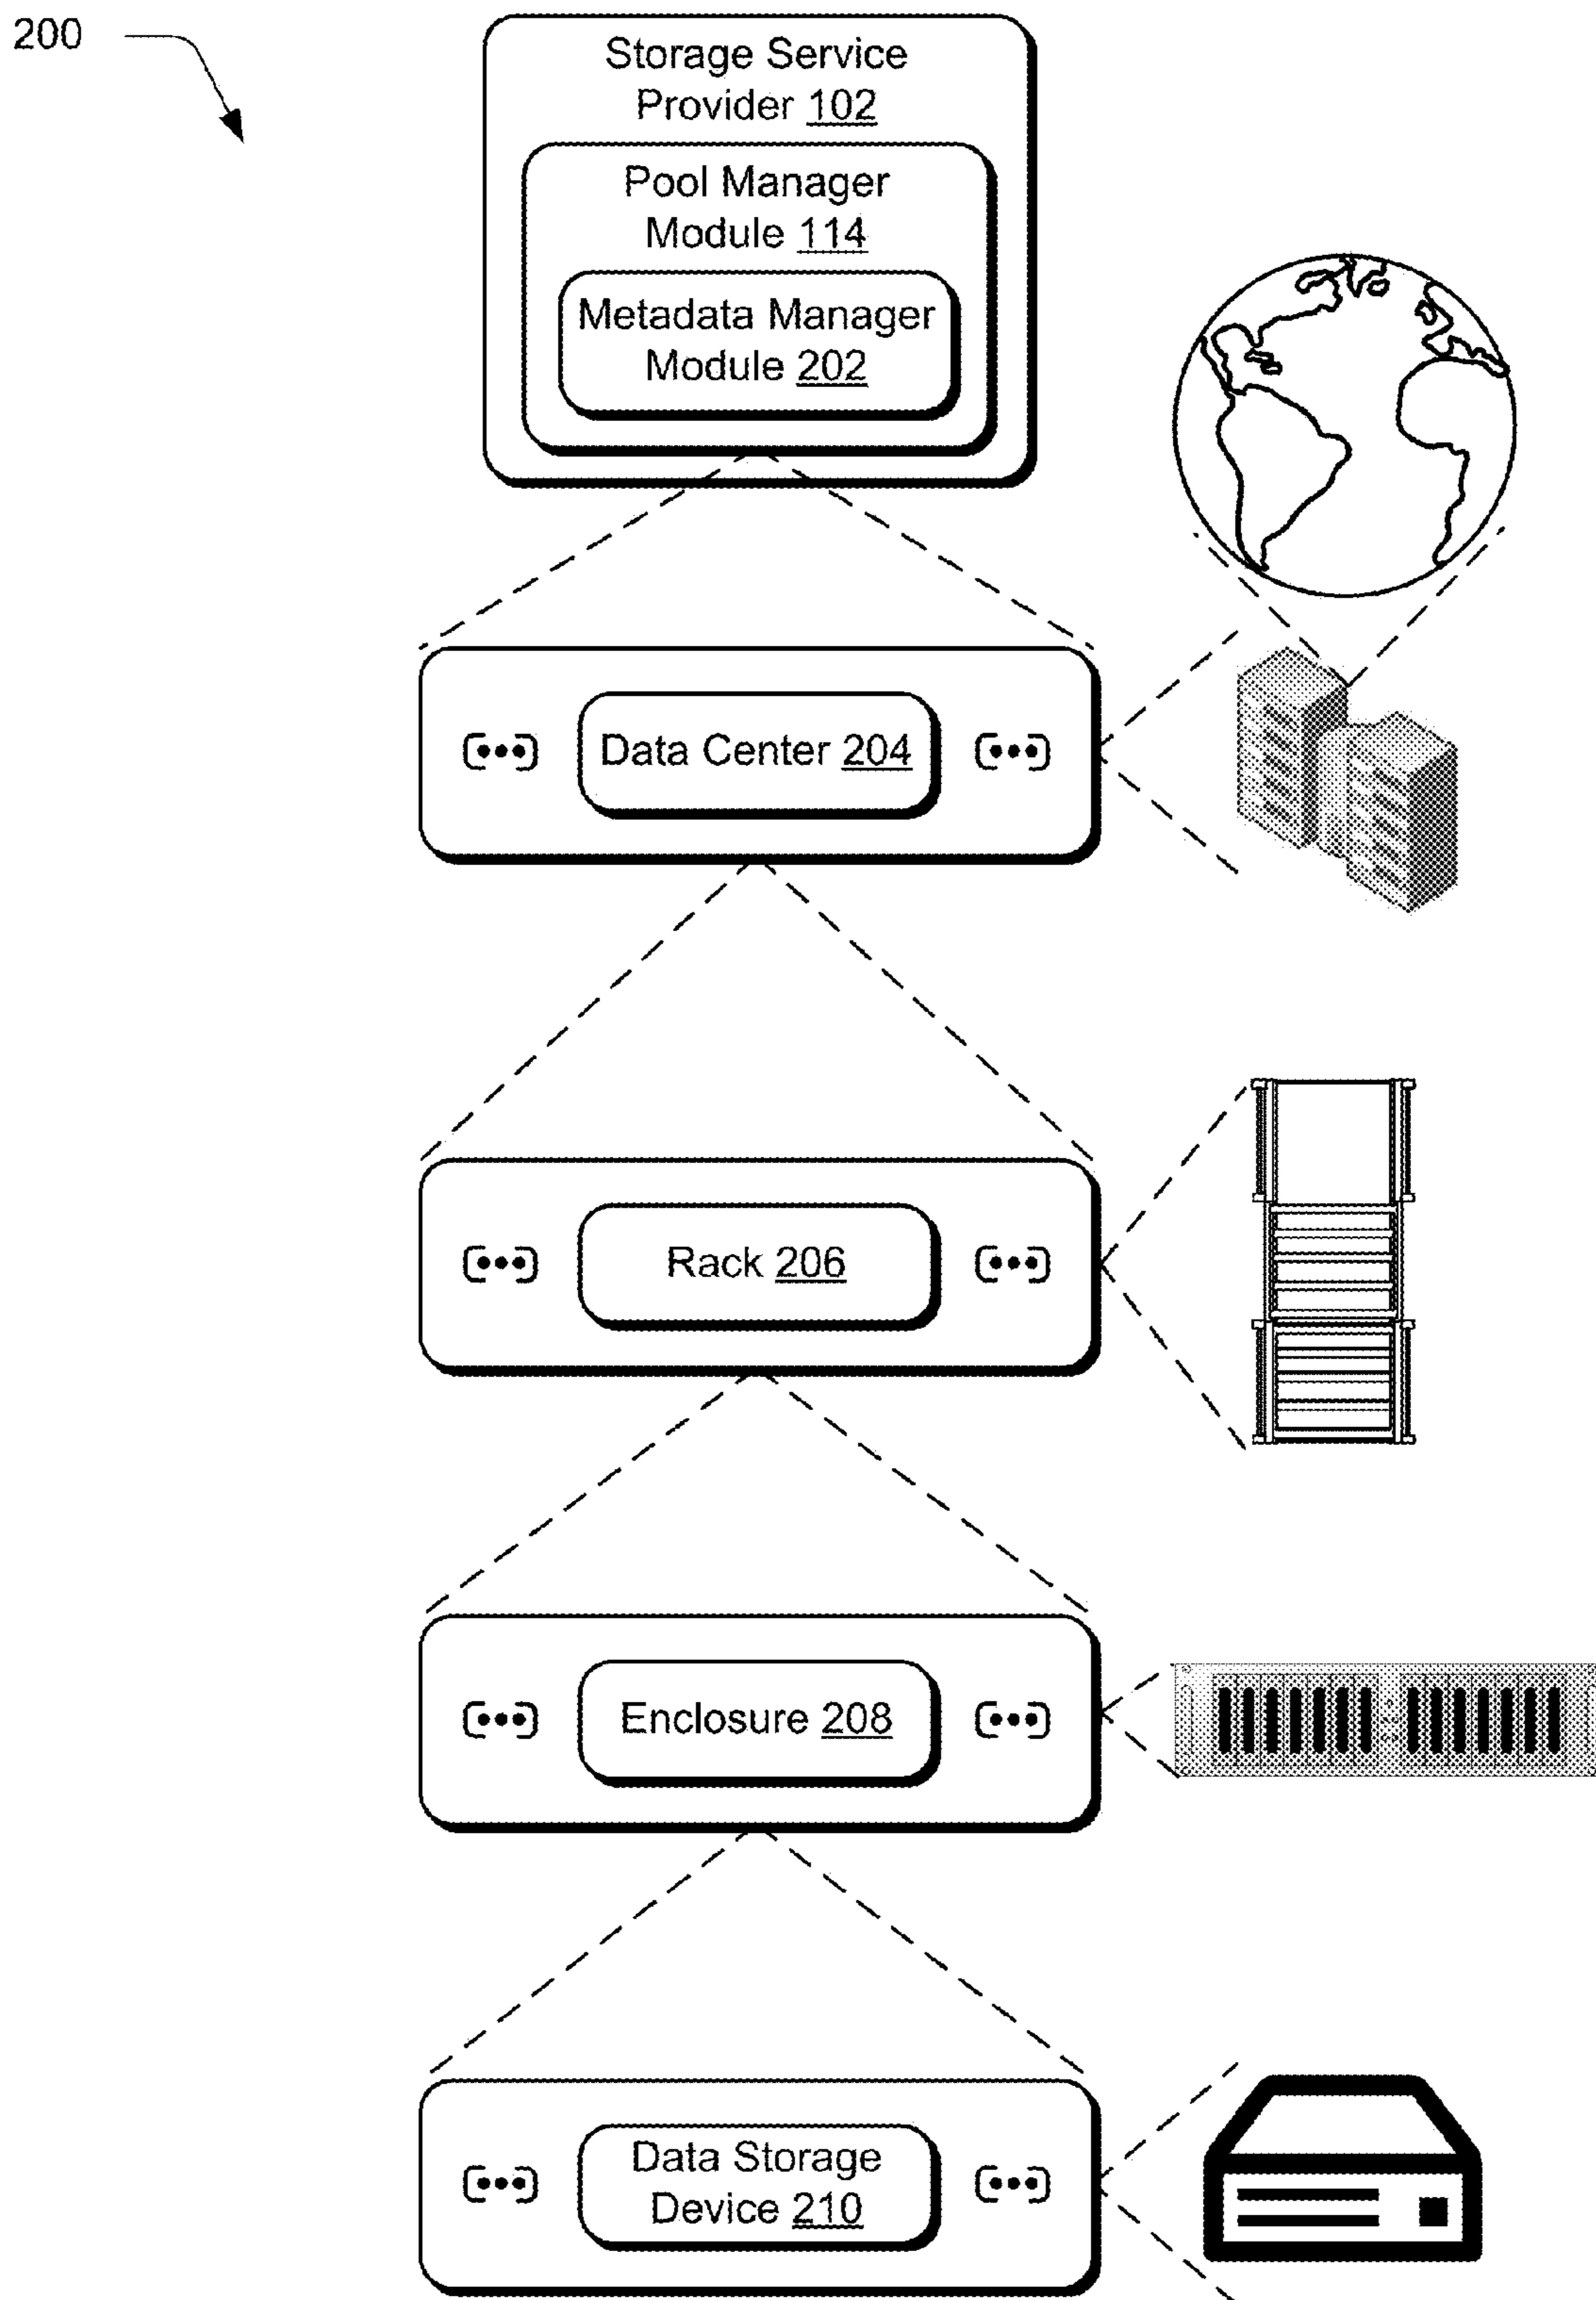 200
Storage Service
Provider 102
Pool Manager
Module 114
Metadata Manager
Module 202
Data Center 204
Rack 206
Enclosure 208
Data Storage
Device 210